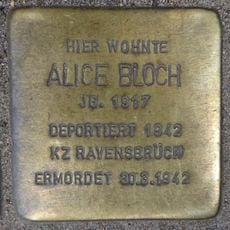 HIER WOHNTE
ALICE BLOCH
JG. 1917
DEPORTIERT 1942
KZ RAVENSBRÜCK
ERMORDET 30.3.1942